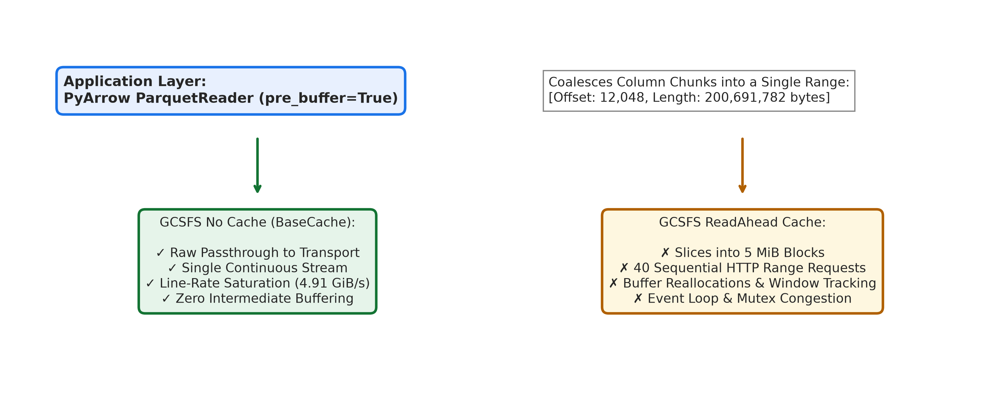 Application Layer:
PyArrow ParquetReader (pre_buffer=True)
Coalesces Column Chunks into a Single Range:
[Offset: 12,048, Length: 200,691,782 bytes]
GCSFS No Cache (BaseCache):
✓ Raw Passthrough to Transport
✓ Single Continuous Stream
✓ Line-Rate Saturation (4.91 GiB/s)
✓ Zero Intermediate Buffering
GCSFS ReadAhead Cache:
✗ Slices into 5 MiB Blocks
✗ 40 Sequential HTTP Range Requests
✗ Buffer Reallocations & Window Tracking
✗ Event Loop & Mutex Congestion